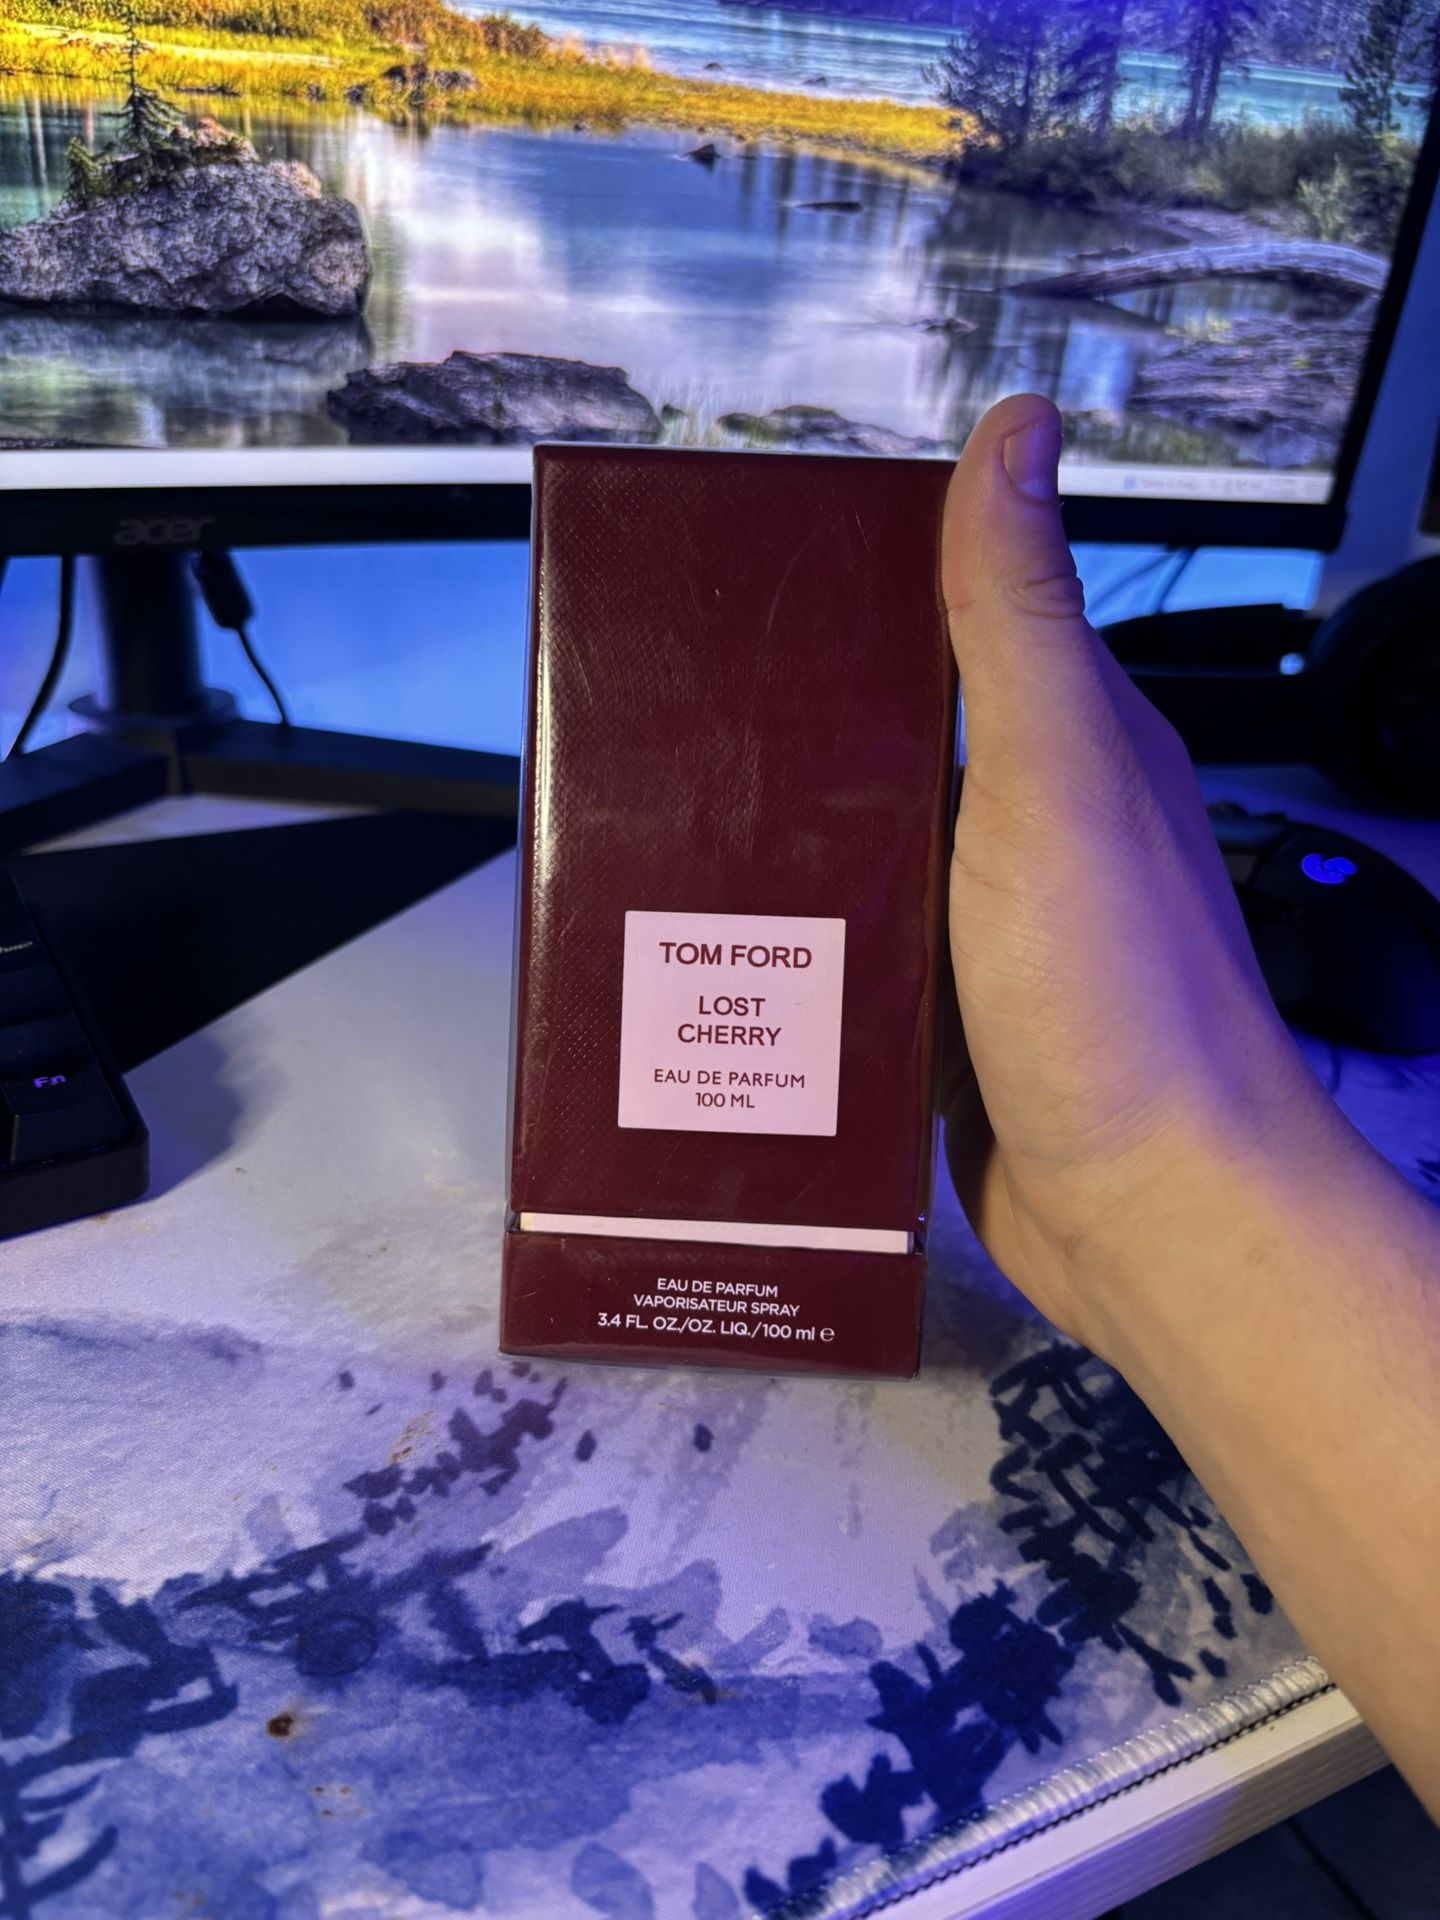 acer
TOM FORD
LOST
CHERRY
EAU DE PARFUM
100 ML
EAU DE PARFUM
VAPORISATEUR SPRAY
3.4 FL. OZ./OZ. LIQ./100 ml ℮
Fn